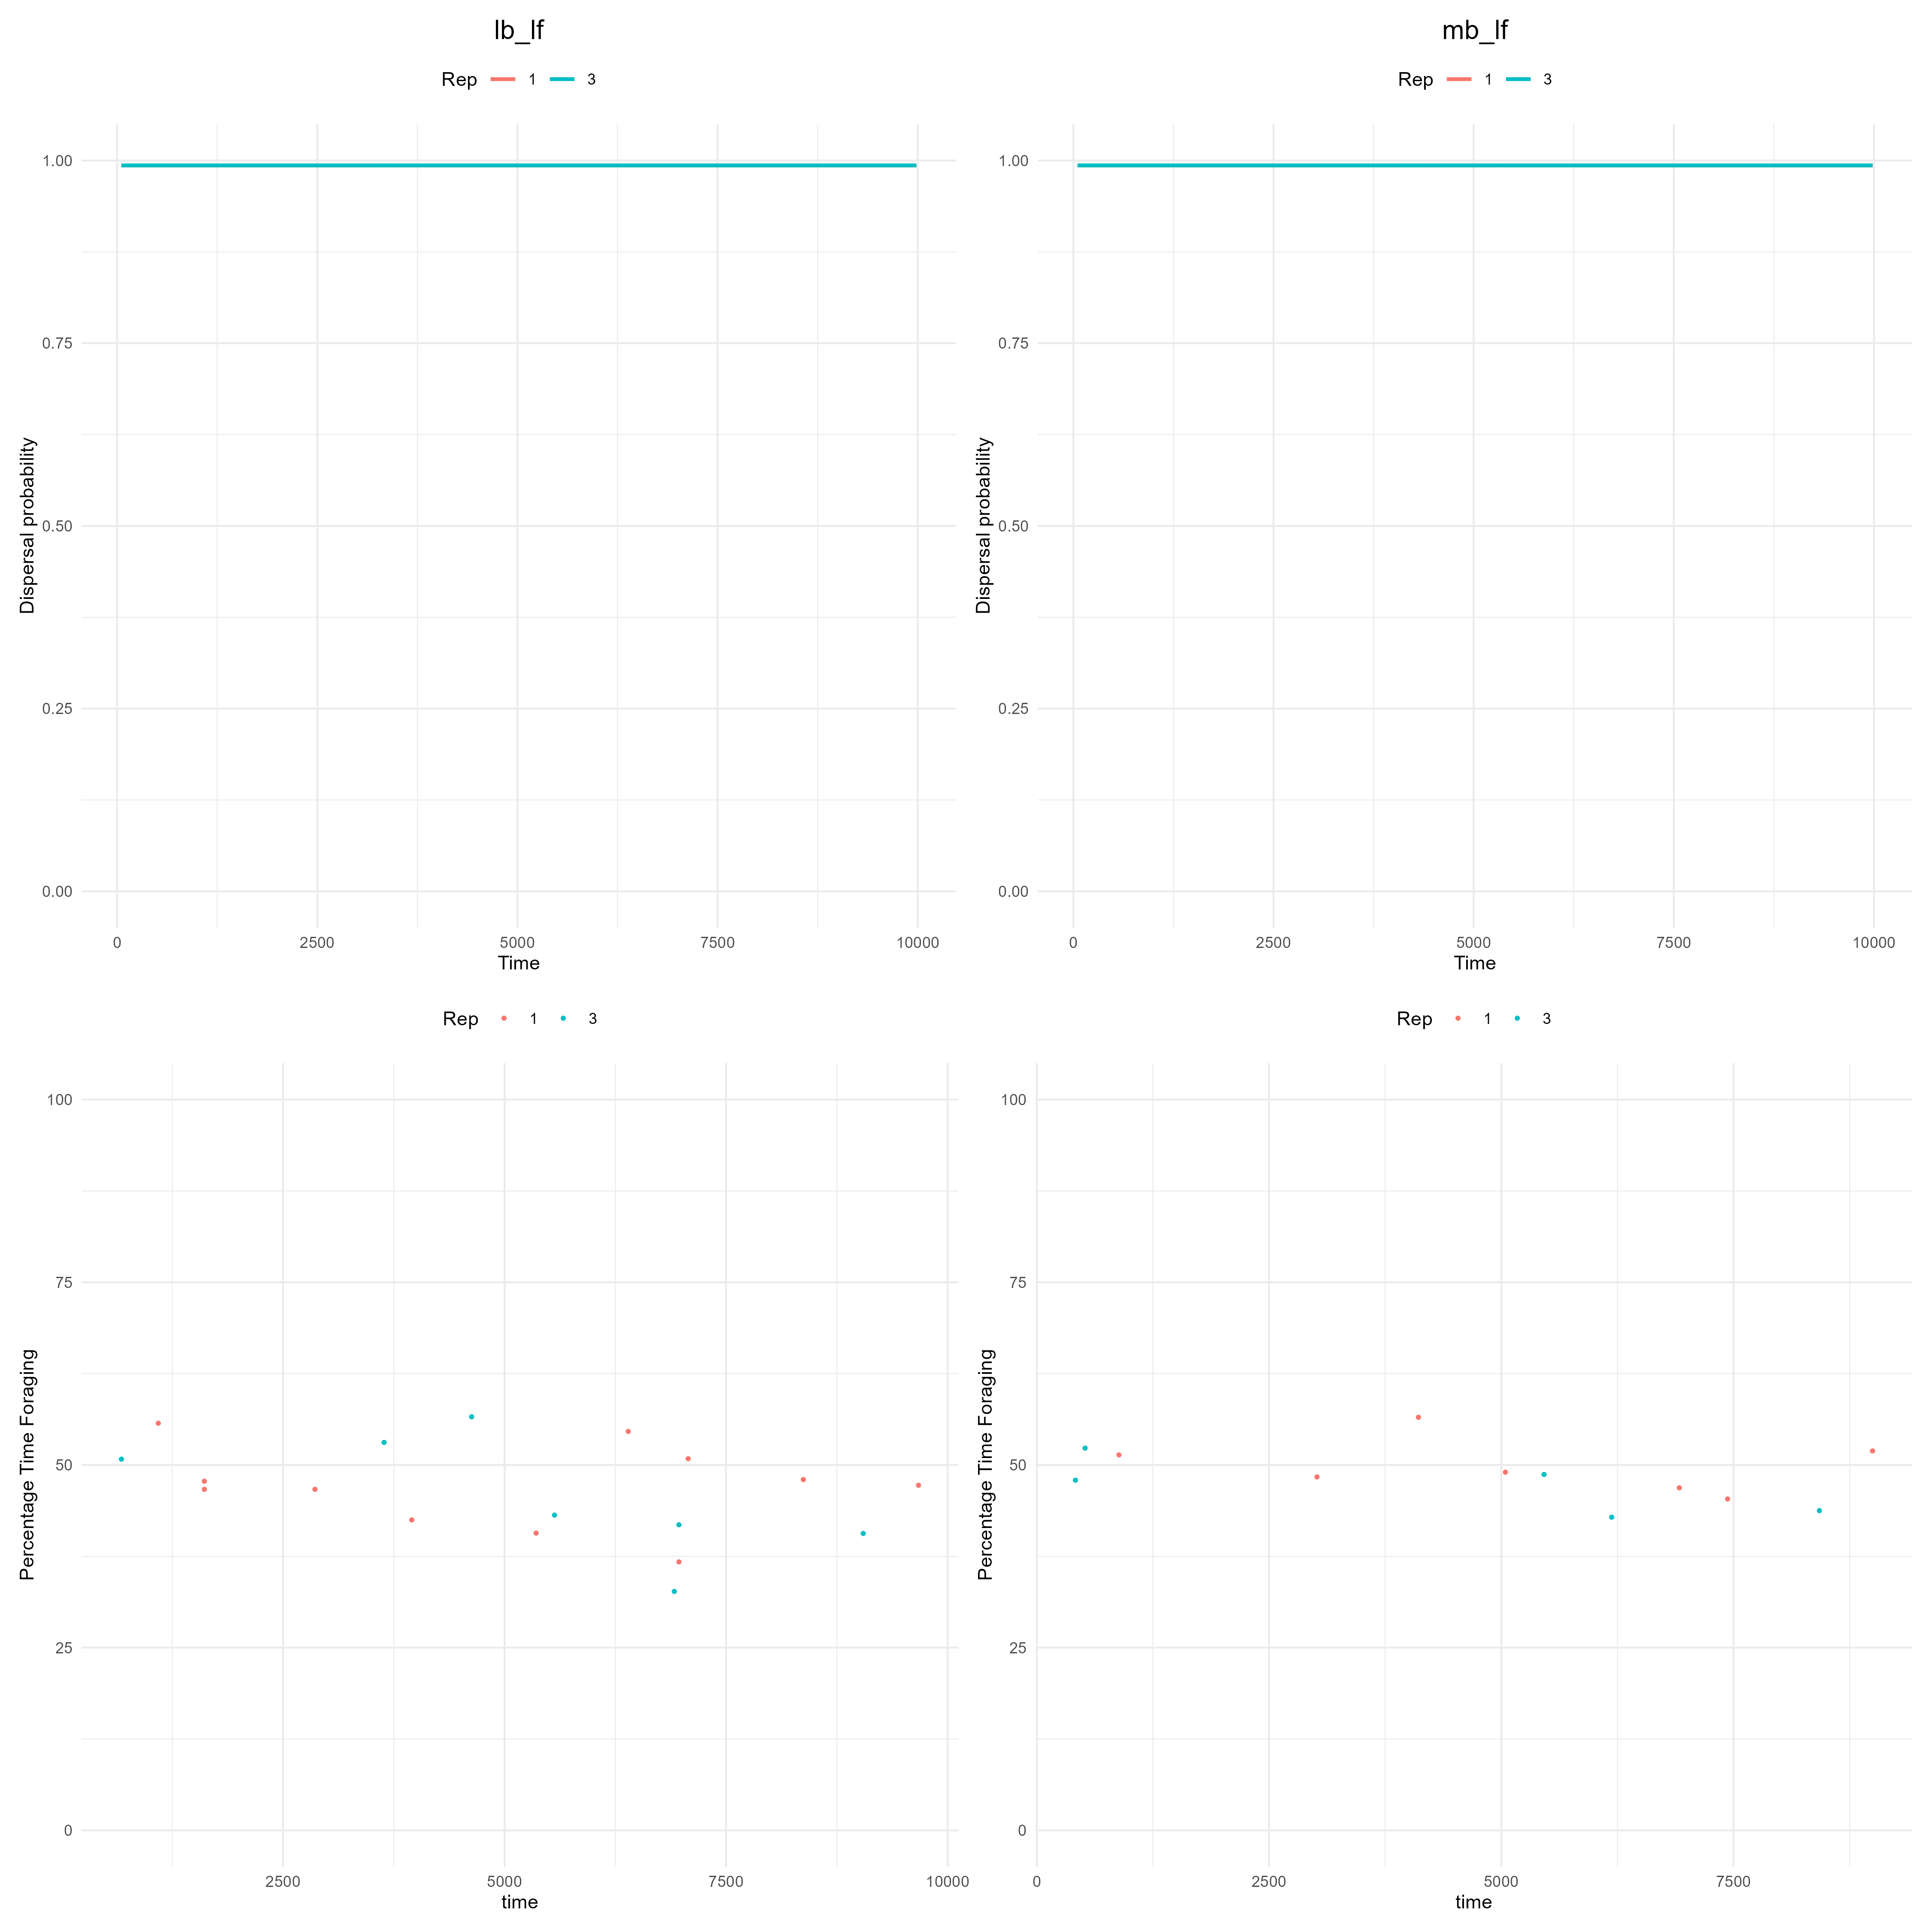 lb_lf
mb_lf
Rep 1 3
Rep 1 3
1.00
0.75
0.50
0.25
0.00
Dispersal probability
0 2500 5000 7500 10000
Time
1.00
0.75
0.50
0.25
0.00
Dispersal probability
0 2500 5000 7500 10000
Time
Rep 1 3
Rep 1 3
100
75
50
25
0
Percentage Time Foraging
2500 5000 7500 10000
time
100
75
50
25
0
Percentage Time Foraging
0 2500 5000 7500
time